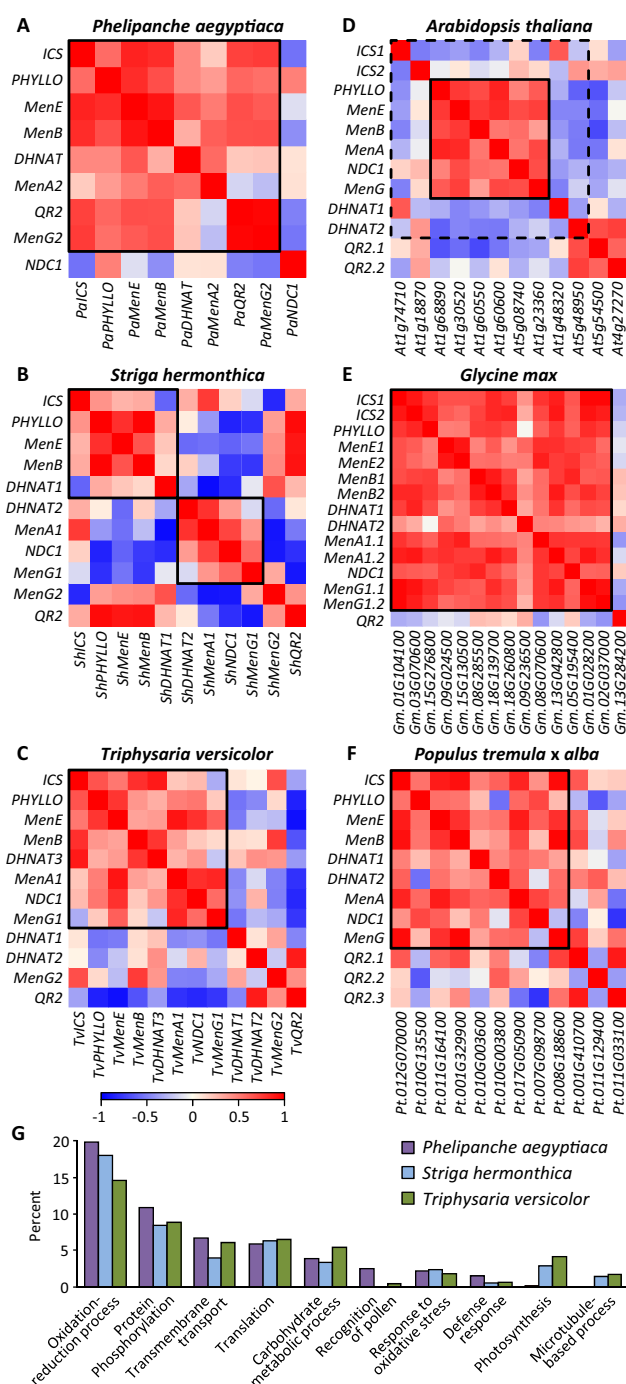 A
Phelipanche aegyptiaca
ICS
PHYLLO
MenE
MenB
DHNAT
MenA2
QR2
MenG2
NDC1
PaICS
PaPHYLLO
PaMenE
PaMenB
PaDHNAT
PaMenA2
PaQR2
PaMenG2
PaNDC1
B
Striga hermonthica
ICS
PHYLLO
MenE
MenB
DHNAT1
DHNAT2
MenA1
NDC1
MenG1
MenG2
QR2
ShICS
ShPHYLLO
ShMenE
ShMenB
ShDHNAT1
ShDHNAT2
ShMenA1
ShNDC1
ShMenG1
ShMenG2
ShQR2
C
Triphysaria versicolor
ICS
PHYLLO
MenE
MenB
DHNAT3
MenA1
NDC1
MenG1
DHNAT1
DHNAT2
MenG2
QR2
TvICS
TvPHYLLO
TvMenE
TvMenB
TvDHNAT3
TvMenA1
TvNDC1
TvMenG1
TvDHNAT1
TvDHNAT2
TvMenG2
TvQR2
-1
-0.5
0
0.5
1
D
Arabidopsis thaliana
ICS1
ICS2
PHYLLO
MenE
MenB
MenA
NDC1
MenG
DHNAT1
DHNAT2
QR2.1
QR2.2
At1g74710
At1g18870
At1g68890
At1g30520
At1g60550
At1g60600
At5g08740
At1g23360
At1g48320
At5g48950
At5g54500
At4g27270
E
Glycine max
ICS1
ICS2
PHYLLO
MenE1
MenE2
MenB1
MenB2
DHNAT1
DHNAT2
MenA1.1
MenA1.2
NDC1
MenG1.1
MenG1.2
QR2
Gm.01G104100
Gm.03G070600
Gm.15G276800
Gm.09G024500
Gm.15G130500
Gm.08G285500
Gm.18G139700
Gm.18G260800
Gm.09G236500
Gm.08G070600
Gm.13G042800
Gm.05G195400
Gm.01G028200
Gm.02G037000
Gm.13G284200
F
Populus tremula x alba
ICS
PHYLLO
MenE
MenB
DHNAT1
DHNAT2
MenA
NDC1
MenG
QR2.1
QR2.2
QR2.3
Pt.012G070000
Pt.010G135500
Pt.011G164100
Pt.001G329900
Pt.010G003600
Pt.010G003800
Pt.017G050900
Pt.007G098700
Pt.008G188600
Pt.001G410700
Pt.011G129400
Pt.011G033100
G
Percent
20
15
10
5
0
Phelipanche aegyptiaca
Striga hermonthica
Triphysaria versicolor
Oxidation-
reduction process
Protein
Phosphorylation
Transmembrane
transport
Translation
Carbohydrate
metabolic process
Recognition
of pollen
Response to
oxidative stress
Defense
response
Photosynthesis
Microtubule-
based process